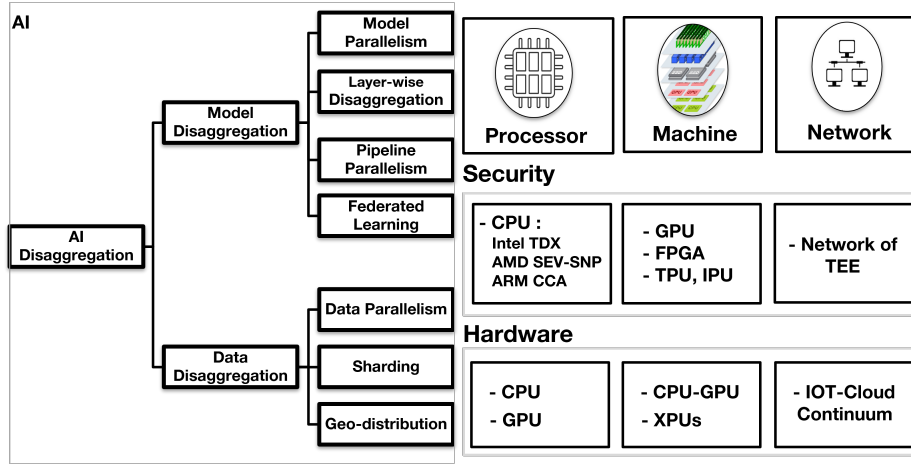 AI
Model
Parallelism
Layer-wise
Disaggregation
Model
Disaggregation
Pipeline
Parallelism
Federated
Learning
AI
Disaggregation
Data Parallelism
Data
Disaggregation
Sharding
Geo-distribution
Processor
Machine
Network
Security
- CPU :
Intel TDX
AMD SEV-SNP
ARM CCA
- GPU
- FPGA
- TPU, IPU
- Network of
TEE
Hardware
- CPU
- GPU
- CPU-GPU
- XPUs
- IOT-Cloud
Continuum